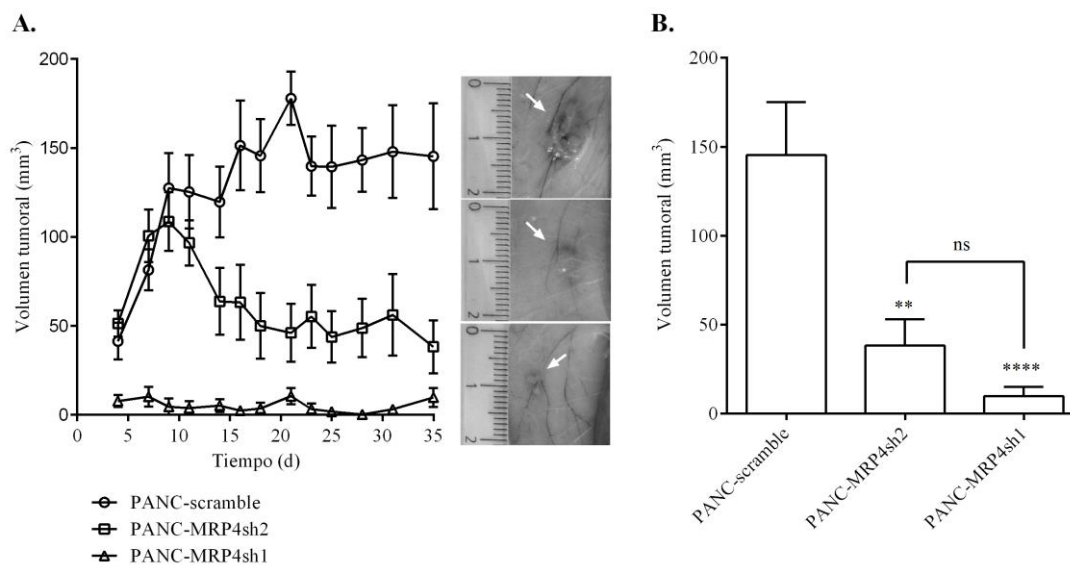 A.
Volumen tumoral (mm³)
200
150
100
50
0
0 5 10 15 20 25 30 35
Tiempo (d)
PANC-scramble
PANC-MRP4sh2
PANC-MRP4sh1
0
1
2
0
1
2
0
1
2
B.
Volumen tumoral (mm³)
200
150
100
50
0
ns
**
****
PANC-scramble
PANC-MRP4sh2
PANC-MRP4sh1